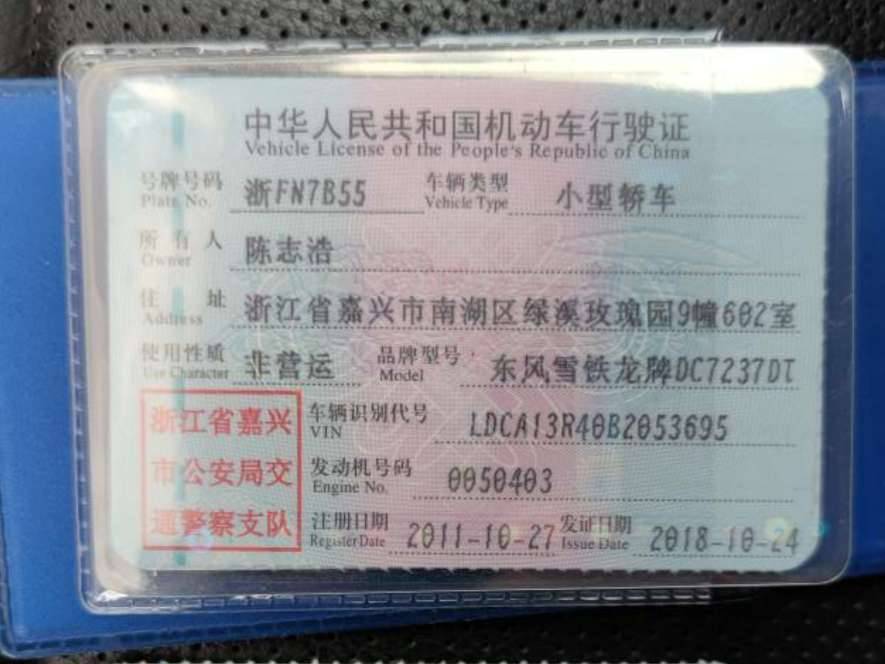 中华人民共和国机动车行驶证
Vehicle License of the People's Republic of China
号牌号码 浙FN7B55 车辆类型 小型轿车
Plate No. Vehicle Type
所有人 陈志浩
Owner
住址 浙江省嘉兴市南湖区绿溪玫瑰园9幢602室
Address
使用性质 非营运 品牌型号 东风雪铁龙牌DC7237DT
Use Character Model
浙江省嘉兴 车辆识别代号 LDCA13R40B2053695
VIN
市公安局交 发动机号码 0050403
Engine No.
通警察支队 注册日期 2011-10-27 发证日期 2018-10-24
Register Date Issue Date